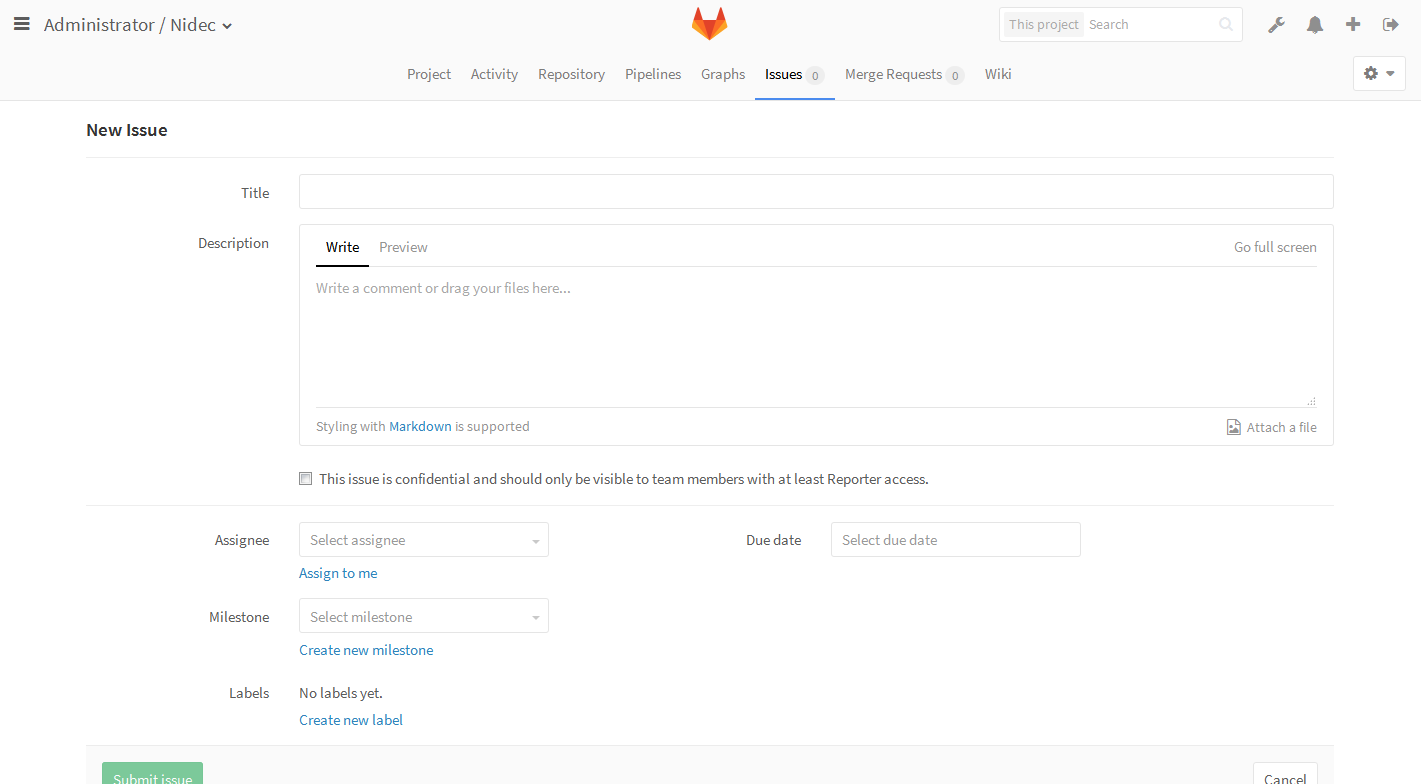 Administrator / Nidec
This project Search
Project Activity Repository Pipelines Graphs Issues 0 Merge Requests 0 Wiki
New Issue
Title
Description
Write Preview Go full screen
Write a comment or drag your files here...
Styling with Markdown is supported Attach a file
This issue is confidential and should only be visible to team members with at least Reporter access.
Assignee Select assignee Due date Select due date
Assign to me
Milestone Select milestone
Create new milestone
Labels No labels yet.
Create new label
Submit issue Cancel